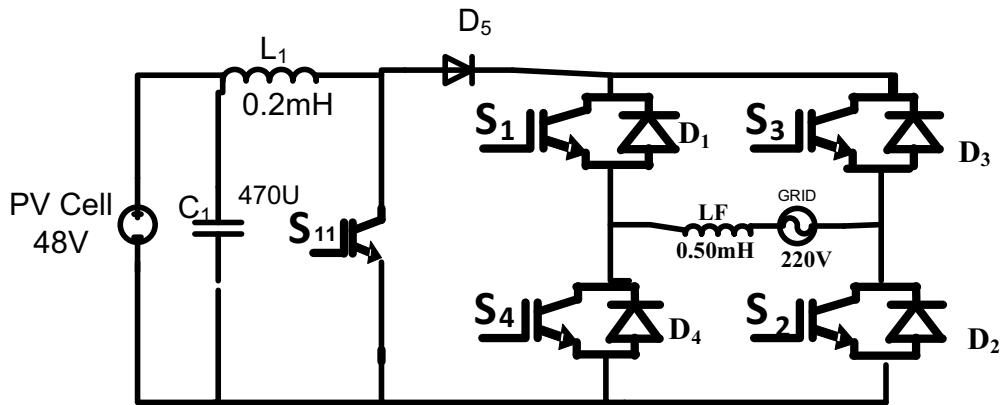 D5
L1
0.2mH
S1
D1
S3
D3
PV Cell
48V
C1
470U
S11
LF
0.50mH
GRID
220V
S4
D4
S2
D2